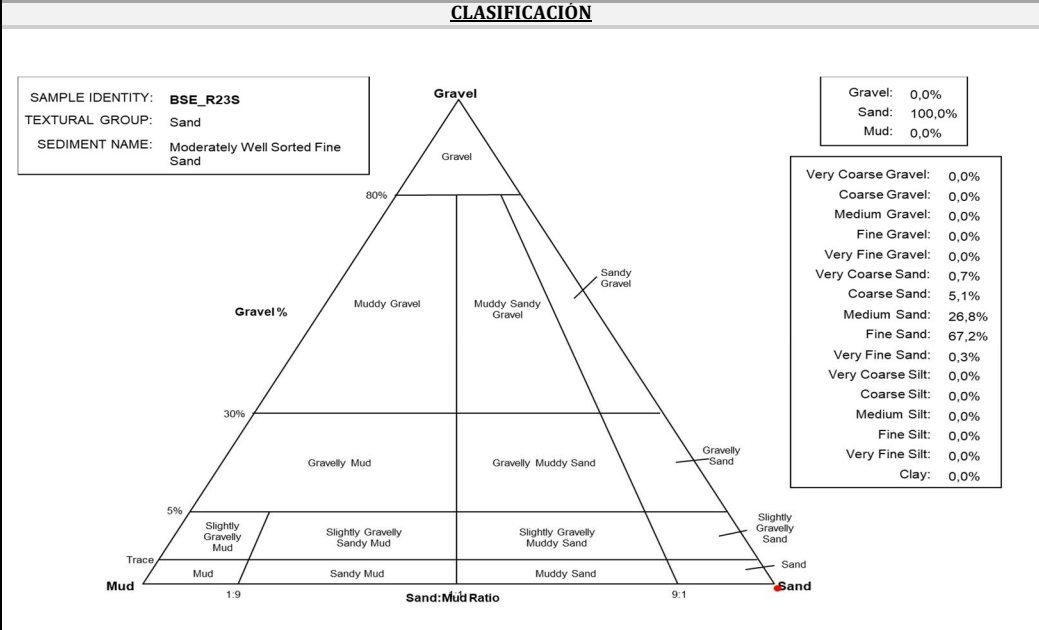 CLASIFICACIÓN
SAMPLE IDENTITY: BSE_R23S
TEXTURAL GROUP: Sand
SEDIMENT NAME: Moderately Well Sorted Fine
Sand
Gravel: 0,0%
Sand: 100,0%
Mud: 0,0%
Very Coarse Gravel: 0,0%
Coarse Gravel: 0,0%
Medium Gravel: 0,0%
Fine Gravel: 0,0%
Very Fine Gravel: 0,0%
Very Coarse Sand: 0,7%
Coarse Sand: 5,1%
Medium Sand: 26,8%
Fine Sand: 67,2%
Very Fine Sand: 0,3%
Very Coarse Silt: 0,0%
Coarse Silt: 0,0%
Medium Silt: 0,0%
Fine Silt: 0,0%
Very Fine Silt: 0,0%
Clay: 0,0%
Gravel
Gravel
80%
Sandy
Gravel
Muddy Gravel
Muddy Sandy
Gravel
Gravel %
30%
Gravelly Mud
Gravelly Muddy Sand
Gravelly
Sand
5%
Slightly
Gravelly
Mud
Slightly Gravelly
Sandy Mud
Slightly Gravelly
Muddy Sand
Slightly
Gravelly
Sand
Trace
Mud
Sandy Mud
Muddy Sand
Sand
Mud
Sand
1:9
Sand:Mud Ratio
9:1